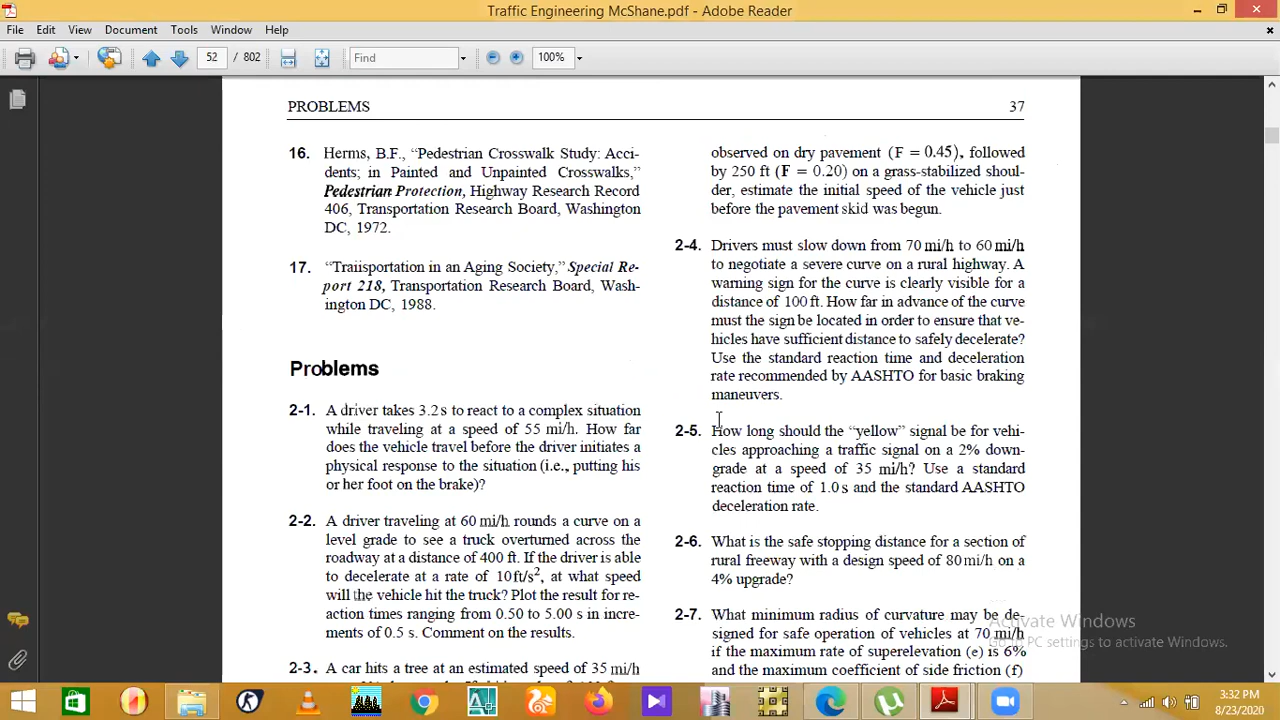 Traffic Engineering McShane.pdf - Adobe Reader
File Edit View Document Tools Window Help
52 / 802 Find 100%
PROBLEMS 37
16. Herms, B.F., “Pedestrian Crosswalk Study: Acci-
dents; in Painted and Unpainted Crosswalks,”
Pedestrian Protection, Highway Research Record
406, Transportation Research Board, Washington
DC, 1972.
17. “Traiisportation in an Aging Society,” Special Re-
port 218, Transportation Research Board, Wash-
ington DC, 1988.
Problems
2-1. A driver takes 3.2s to react to a complex situation
while traveling at a speed of 55 mi/h. How far
does the vehicle travel before the driver initiates a
physical response to the situation (i.e., putting his
or her foot on the brake)?
2-2. A driver traveling at 60 mi/h rounds a curve on a
level grade to see a truck overturned across the
roadway at a distance of 400 ft. If the driver is able
to decelerate at a rate of 10ft/s², at what speed
will the vehicle hit the truck? Plot the result for re-
action times ranging from 0.50 to 5.00 s in incre-
ments of 0.5 s. Comment on the results.
2-3. A car hits a tree at an estimated speed of 35 mi/h
observed on dry pavement (F = 0.45), followed
by 250 ft (F = 0.20) on a grass-stabilized shoul-
der, estimate the initial speed of the vehicle just
before the pavement skid was begun.
2-4. Drivers must slow down from 70 mi/h to 60 mi/h
to negotiate a severe curve on a rural highway. A
warning sign for the curve is clearly visible for a
distance of 100 ft. How far in advance of the curve
must the sign be located in order to ensure that ve-
hicles have sufficient distance to safely decelerate?
Use the standard reaction time and deceleration
rate recommended by AASHTO for basic braking
maneuvers.
2-5. How long should the “yellow” signal be for vehi-
cles approaching a traffic signal on a 2% down-
grade at a speed of 35 mi/h? Use a standard
reaction time of 1.0 s and the standard AASHTO
deceleration rate.
2-6. What is the safe stopping distance for a section of
rural freeway with a design speed of 80 mi/h on a
4% upgrade?
2-7. What minimum radius of curvature may be de-
signed for safe operation of vehicles at 70 mi/h
if the maximum rate of superelevation (e) is 6%
and the maximum coefficient of side friction (f)
Activate Windows
Go to PC settings to activate Windows.
3:32 PM
8/23/2020